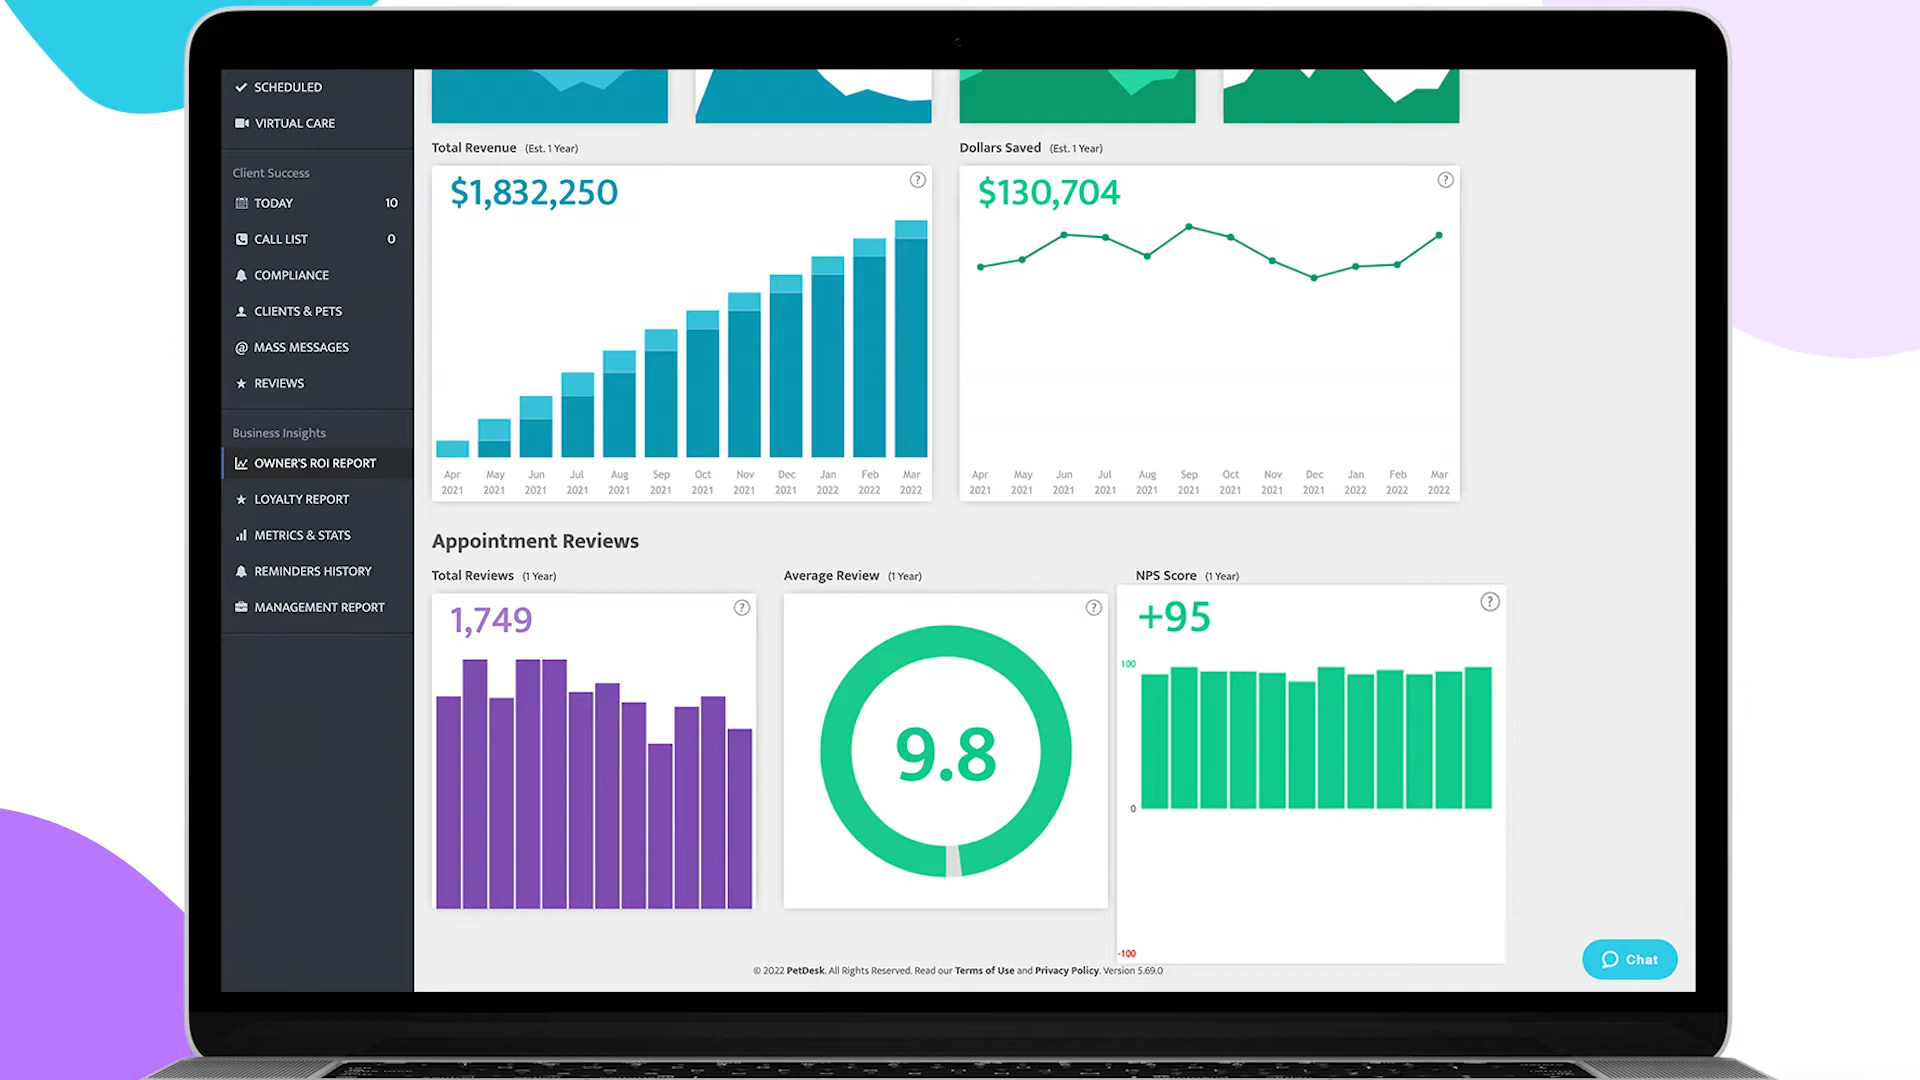 SCHEDULED
VIRTUAL CARE
Client Success
TODAY 10
CALL LIST 0
COMPLIANCE
CLIENTS & PETS
@ MASS MESSAGES
REVIEWS
Business Insights
OWNER'S ROI REPORT
LOYALTY REPORT
METRICS & STATS
REMINDERS HISTORY
MANAGEMENT REPORT
Total Revenue (Est. 1 Year)
$1,832,250
?
Apr May Jun Jul Aug Sep Oct Nov Dec Jan Feb Mar
2021 2021 2021 2021 2021 2021 2021 2021 2021 2022 2022 2022
Dollars Saved (Est. 1 Year)
$130,704
?
Apr May Jun Jul Aug Sep Oct Nov Dec Jan Feb Mar
2021 2021 2021 2021 2021 2021 2021 2021 2021 2022 2022 2022
Appointment Reviews
Total Reviews (1 Year)
1,749
?
Average Review (1 Year)
?
9.8
NPS Score (1 Year)
+95
?
100
0
-100
© 2022 PetDesk. All Rights Reserved. Read our Terms of Use and Privacy Policy. Version 5.69.0
Chat